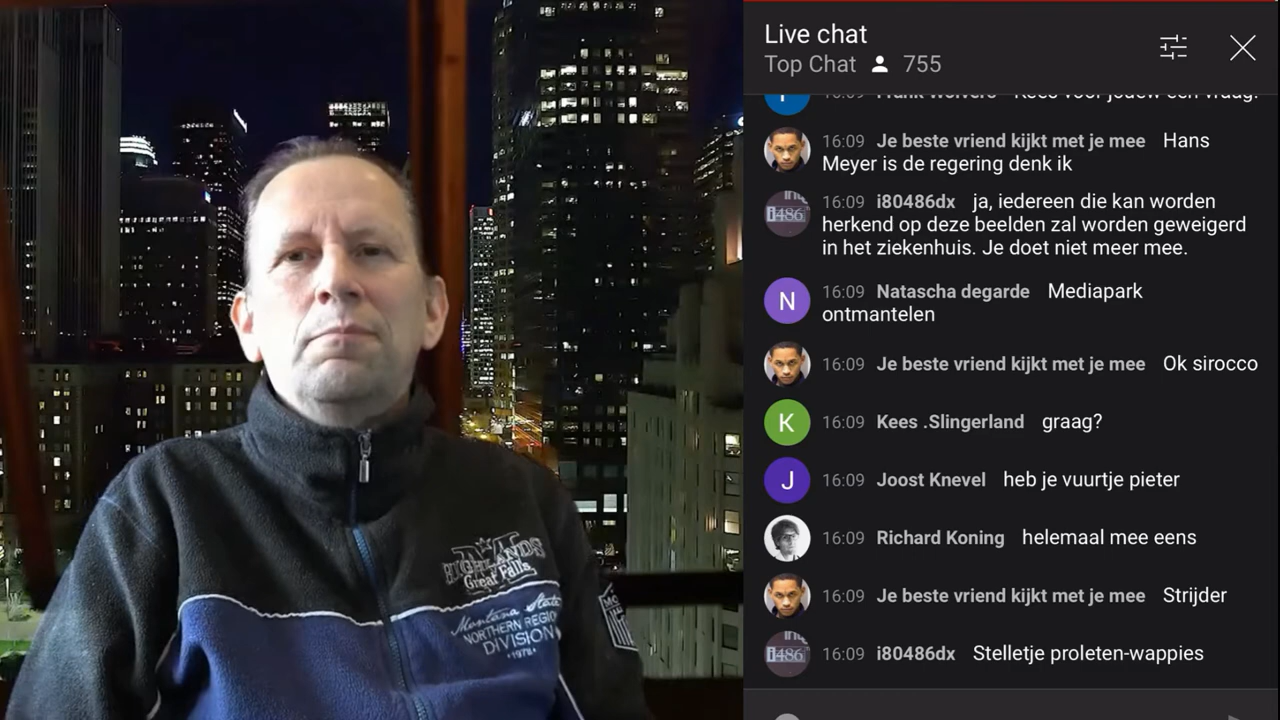 Live chat
Top Chat 755
16:09 Je beste vriend kijkt met je mee Hans
Meyer is de regering denk ik
16:09 i80486dx ja, iedereen die kan worden
herkend op deze beelden zal worden geweigerd
in het ziekenhuis. Je doet niet meer mee.
N 16:09 Natascha degarde Mediapark
ontmantelen
16:09 Je beste vriend kijkt met je mee Ok sirocco
K 16:09 Kees .Slingerland graag?
J 16:09 Joost Knevel heb je vuurtje pieter
16:09 Richard Koning helemaal mee eens
16:09 Je beste vriend kijkt met je mee Strijder
i486
16:09 i80486dx Stelletje proleten-wappies
HIGHLANDS
Great Falls
Montana State
NORTHERN REGION
DIVISION